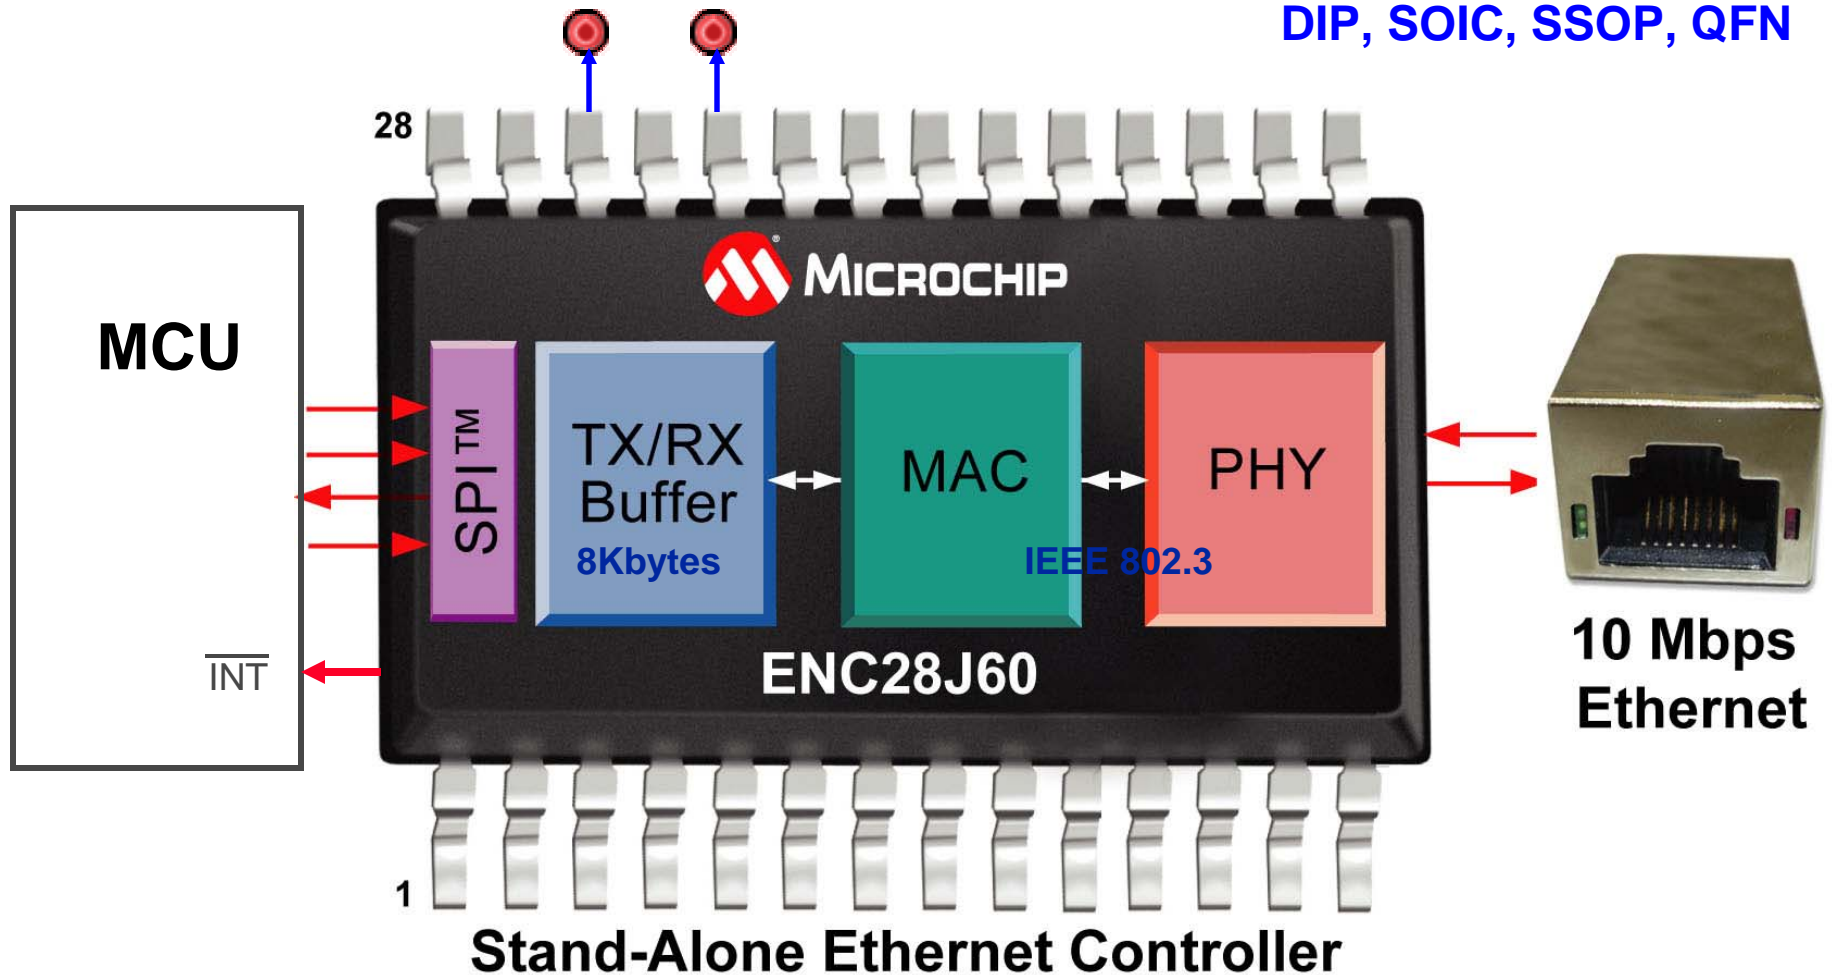 DIP, SOIC, SSOP, QFN
28
MICROCHIP
®
MCU
SPI™
TX/RX
Buffer
8Kbytes
MAC
PHY
IEEE 802.3
INT
ENC28J60
10 Mbps
Ethernet
1
Stand-Alone Ethernet Controller